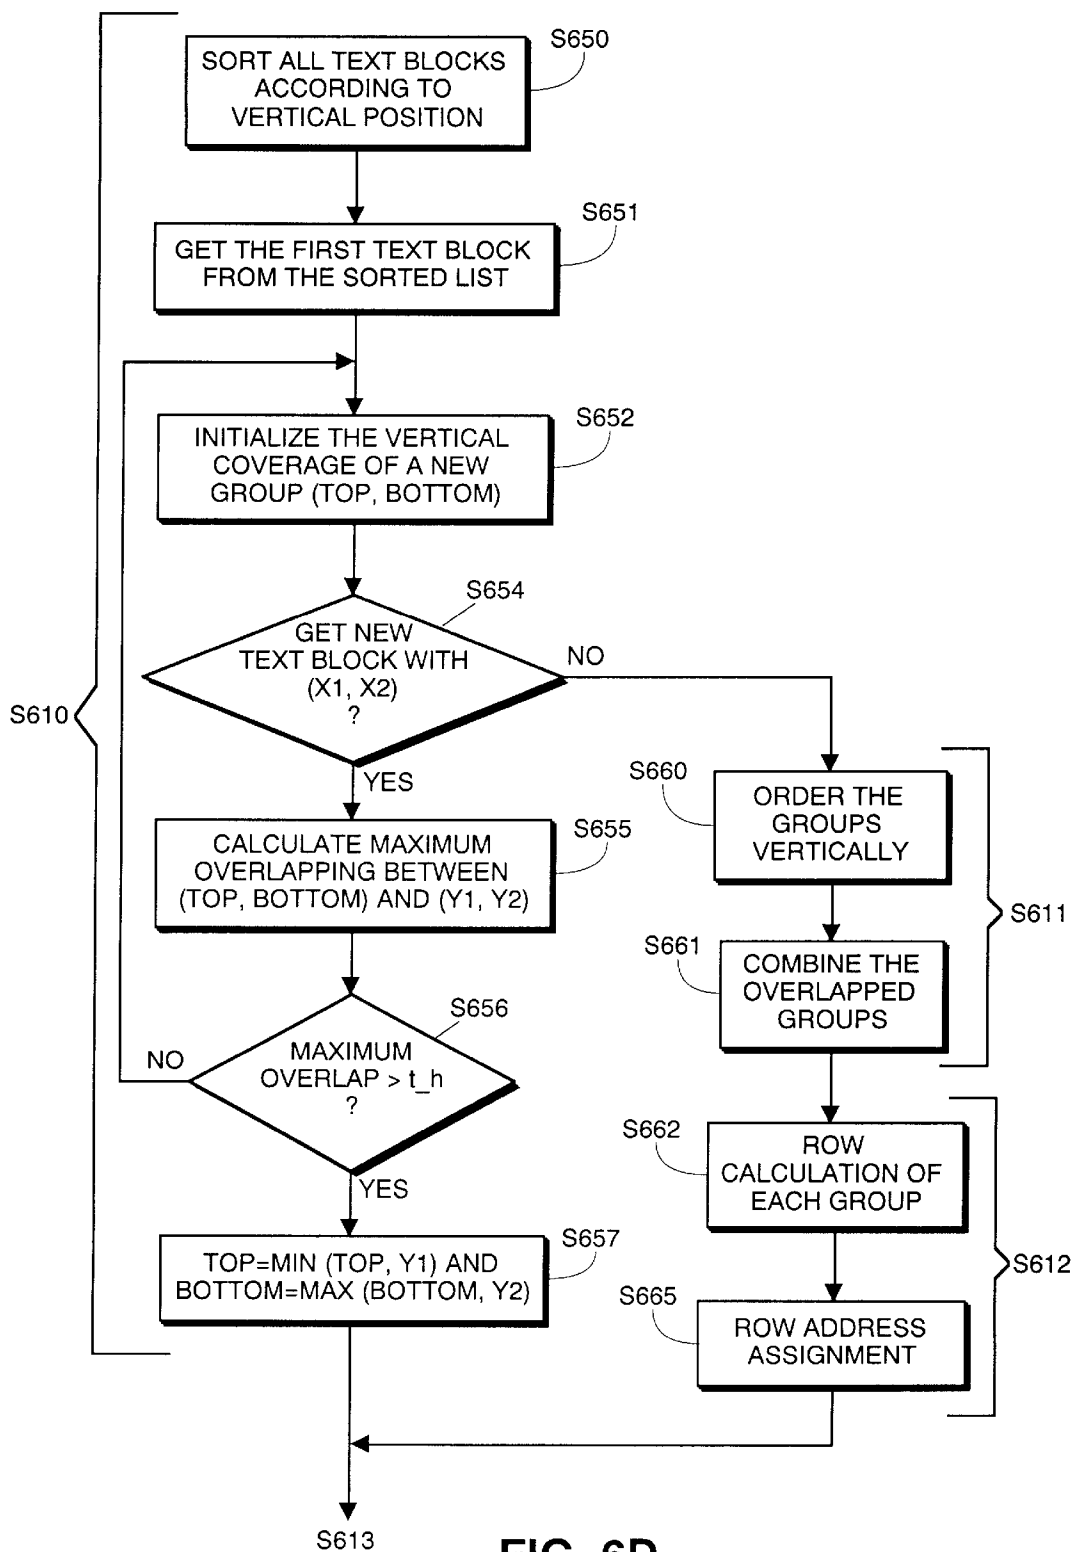 S650
SORT ALL TEXT BLOCKS
ACCORDING TO
VERTICAL POSITION
S651
GET THE FIRST TEXT BLOCK
FROM THE SORTED LIST
S652
INITIALIZE THE VERTICAL
COVERAGE OF A NEW
GROUP (TOP, BOTTOM)
S654
GET NEW
TEXT BLOCK WITH
(X1, X2)
?
NO
YES
S610
S655
CALCULATE MAXIMUM
OVERLAPPING BETWEEN
(TOP, BOTTOM) AND (Y1, Y2)
S656
MAXIMUM
OVERLAP > t_h
?
NO
YES
S657
TOP=MIN (TOP, Y1) AND
BOTTOM=MAX (BOTTOM, Y2)
S660
ORDER THE
GROUPS
VERTICALLY
S611
S661
COMBINE THE
OVERLAPPED
GROUPS
S662
ROW
CALCULATION OF
EACH GROUP
S612
S665
ROW ADDRESS
ASSIGNMENT
S613
FIG. 6D